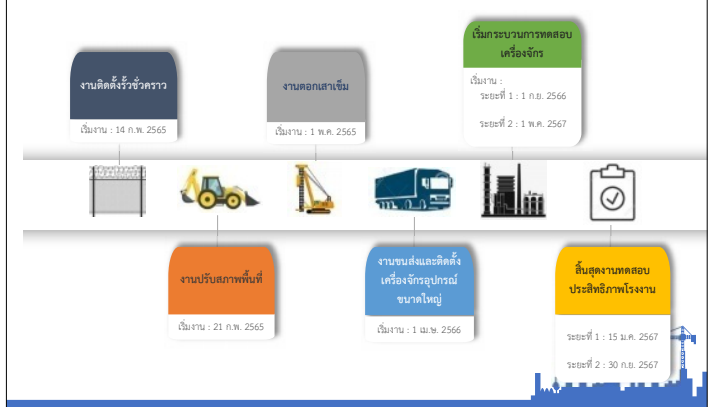 งานติดตั้งรั้วชั่วคราว
เริ่มงาน : 14 ก.พ. 2565
งานปรับสภาพพื้นที่
เริ่มงาน : 21 ก.พ. 2565
งานตอกเสาเข็ม
เริ่มงาน : 1 พ.ค. 2565
งานขนส่งและติดตั้ง
เครื่องจักรอุปกรณ์
ขนาดใหญ่
เริ่มงาน : 1 เม.ษ. 2566
เริ่มกระบวนการทดสอบ
เครื่องจักร
เริ่มงาน :
ระยะที่ 1 : 1 ก.ย. 2566
ระยะที่ 2 : 1 พ.ค. 2567
สิ้นสุดงานทดสอบ
ประสิทธิภาพโรงงาน
ระยะที่ 1 : 15 ม.ค. 2567
ระยะที่ 2 : 30 ก.ย. 2567